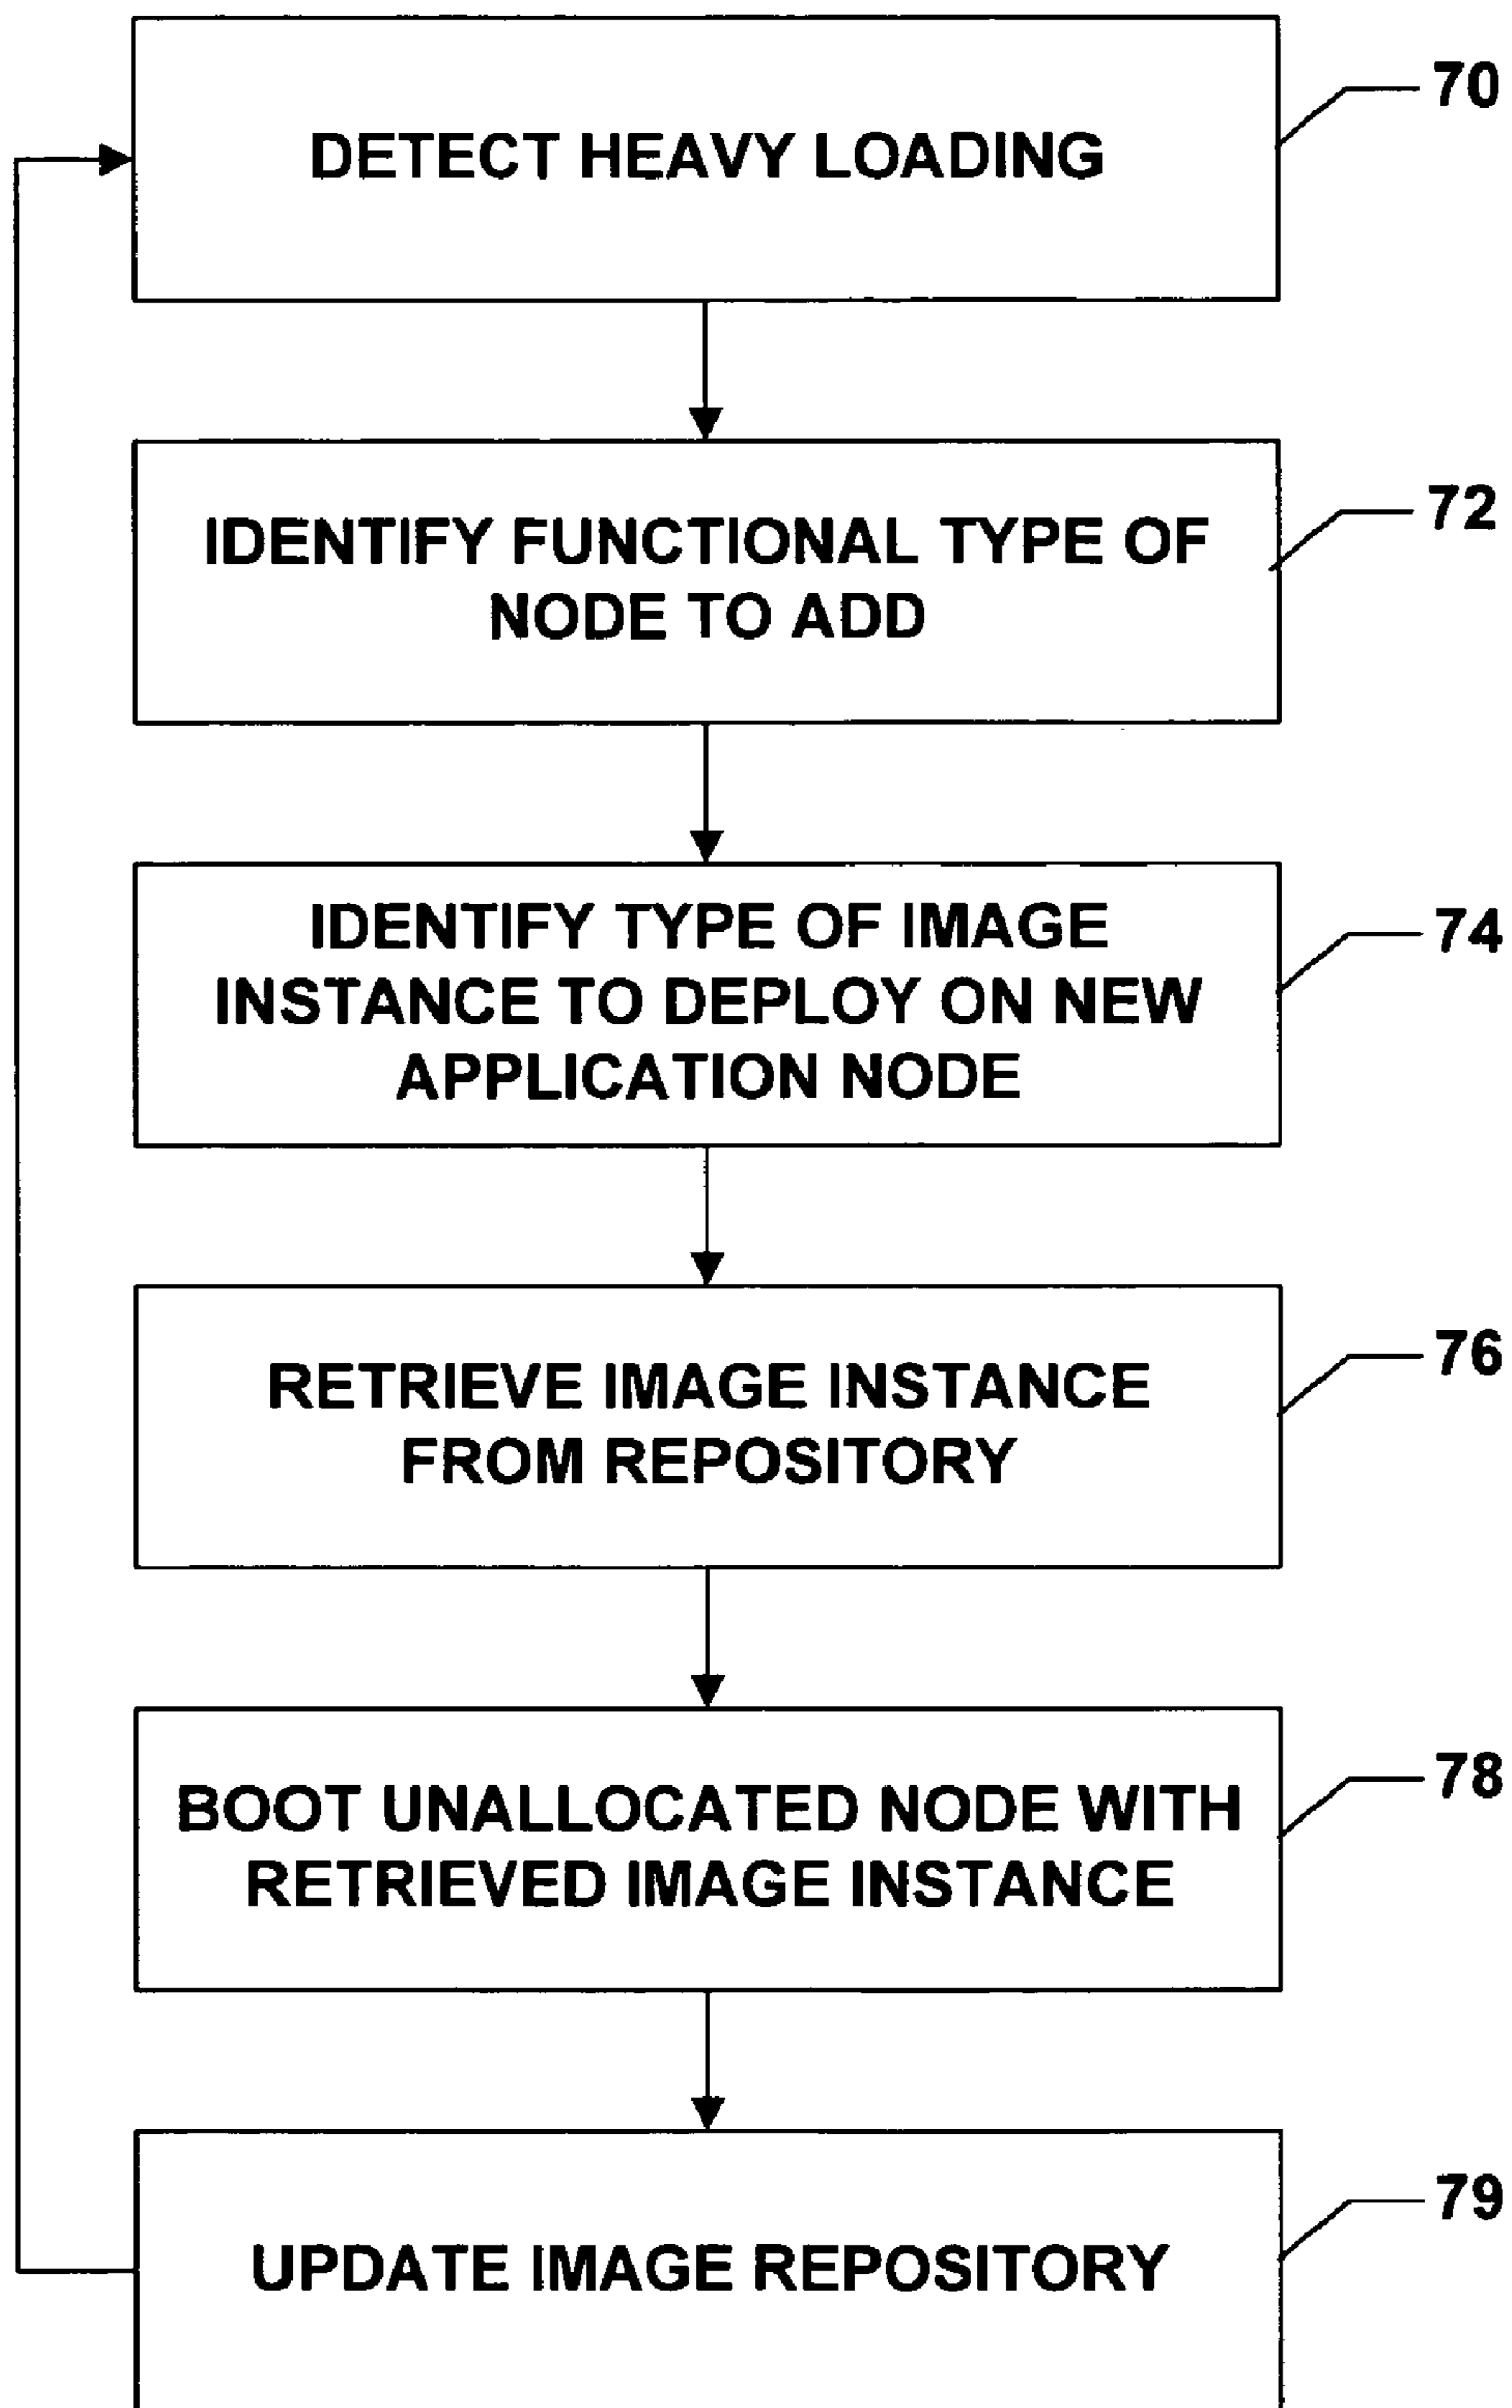 DETECT HEAVY LOADING
70
IDENTIFY FUNCTIONAL TYPE OF
NODE TO ADD
72
IDENTIFY TYPE OF IMAGE
INSTANCE TO DEPLOY ON NEW
APPLICATION NODE
74
RETRIEVE IMAGE INSTANCE
FROM REPOSITORY
76
BOOT UNALLOCATED NODE WITH
RETRIEVED IMAGE INSTANCE
78
UPDATE IMAGE REPOSITORY
79